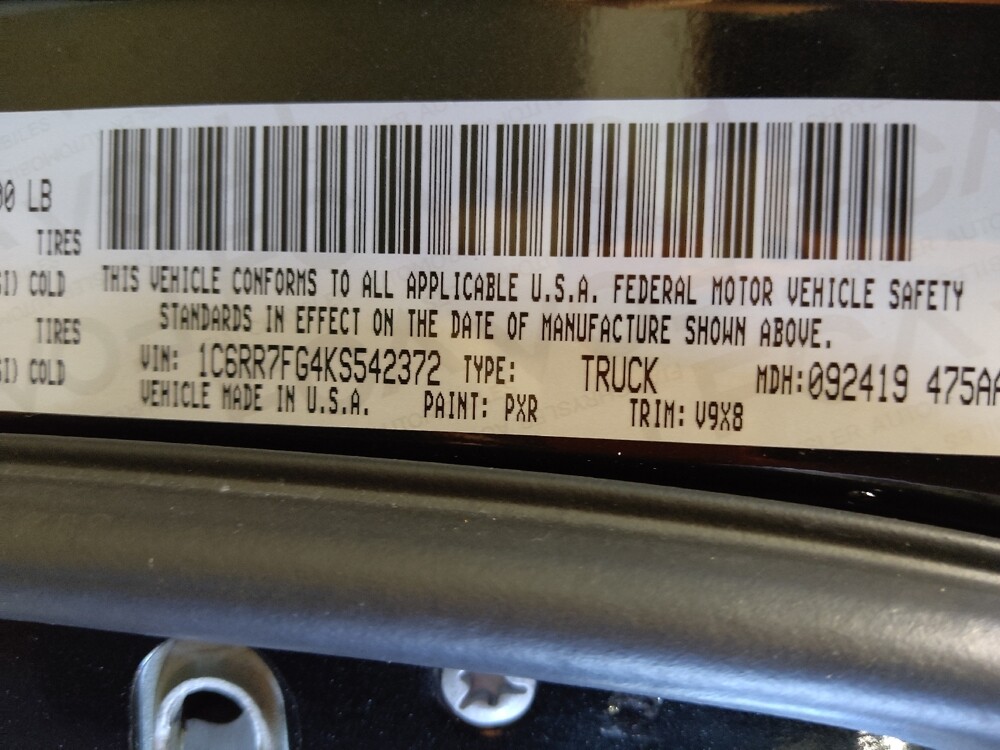 00 LB
TIRES
SI) COLD
TIRES
SI) COLD
THIS VEHICLE CONFORMS TO ALL APPLICABLE U.S.A. FEDERAL MOTOR VEHICLE SAFETY
STANDARDS IN EFFECT ON THE DATE OF MANUFACTURE SHOWN ABOVE.
VIN: 1C6RR7FG4KS542372 TYPE: TRUCK MDH:092419 475AA
VEHICLE MADE IN U.S.A. PAINT: PXR TRIM: V9X8